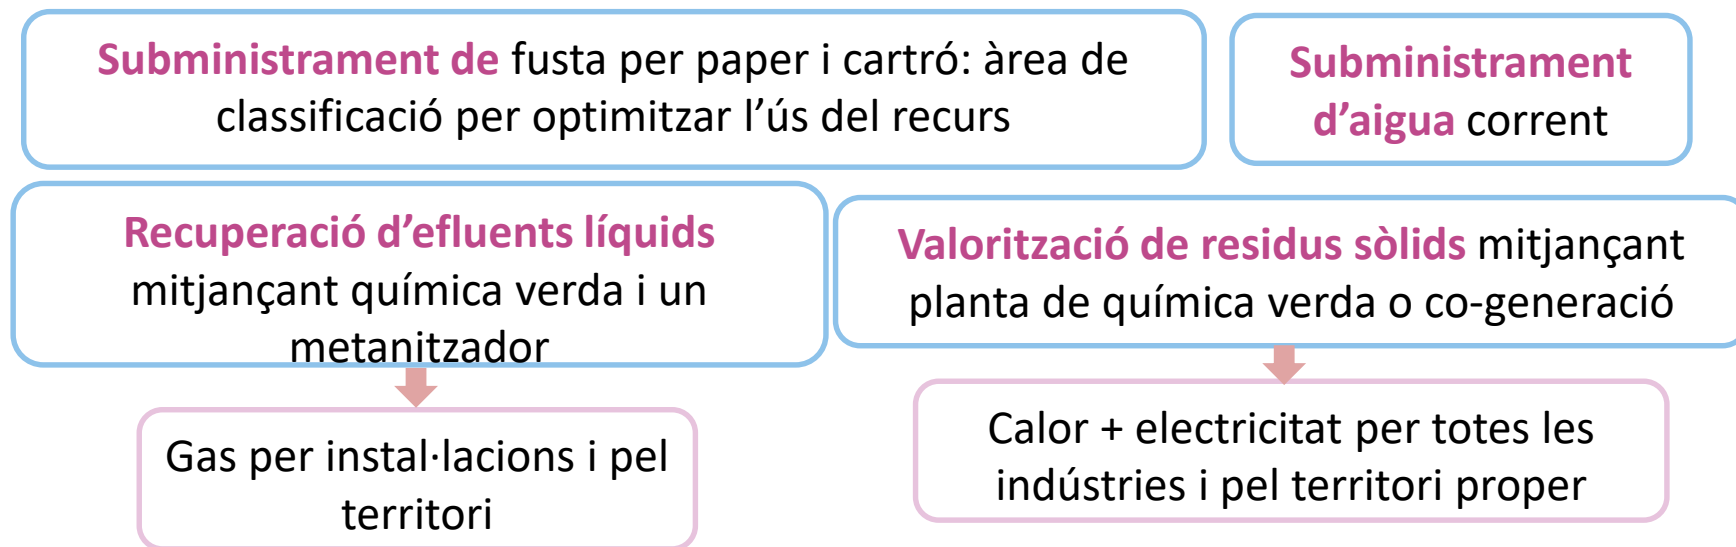 Subministrament de fusta per paper i cartró: àrea de
classificació per optimitzar l’ús del recurs
Subministrament
d’aigua corrent
Recuperació d’efluents líquids
mitjançant química verda i un
metanitzador
Valorització de residus sòlids mitjançant
planta de química verda o co-generació
Gas per instal·lacions i pel
territori
Calor + electricitat per totes les
indústries i pel territori proper